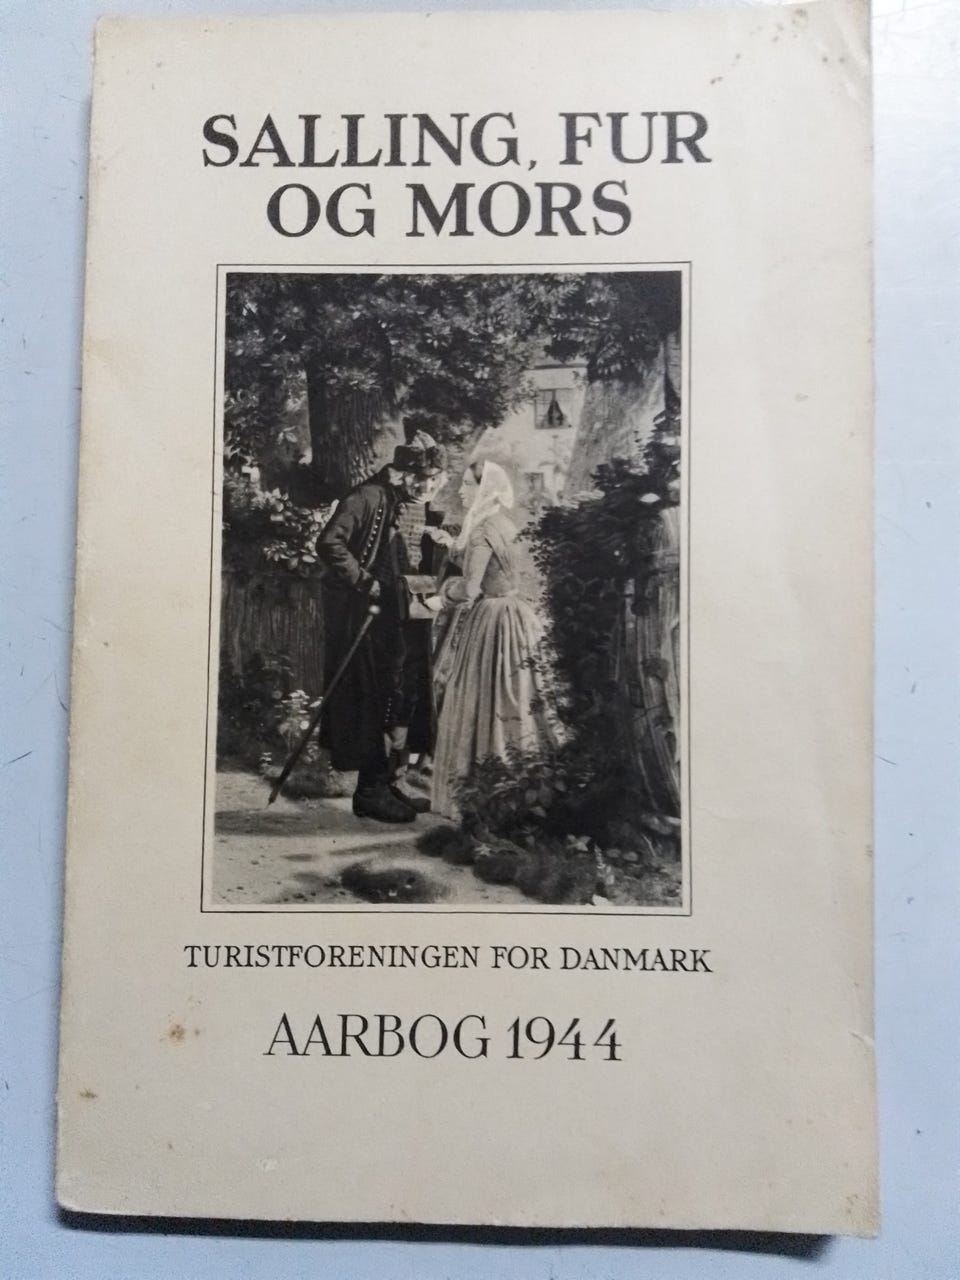 SALLING, FUR
OG MORS
TURISTFORENINGEN FOR DANMARK
AARBOG 1944